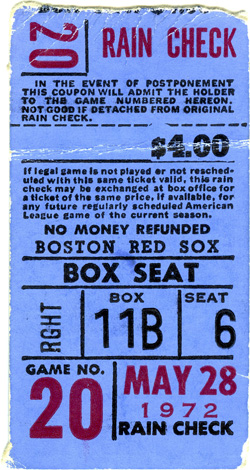 20
RAIN CHECK
IN THE EVENT OF POSTPONEMENT
THIS COUPON WILL ADMIT THE HOLDER
TO THE GAME NUMBERED HEREON.
NOT GOOD IF DETACHED FROM ORIGINAL
RAIN CHECK.
$4.00
If legal game is not played or not resched-
uled with this same ticket valid, this rain
check may be exchanged at box office for
a ticket of the same price, if available, for
any future regularly scheduled American
League game of the current season.
NO MONEY REFUNDED
BOSTON RED SOX
BOX SEAT
RGHT
BOX
11B
SEAT
6
GAME NO.
20
MAY 28
1972
RAIN CHECK